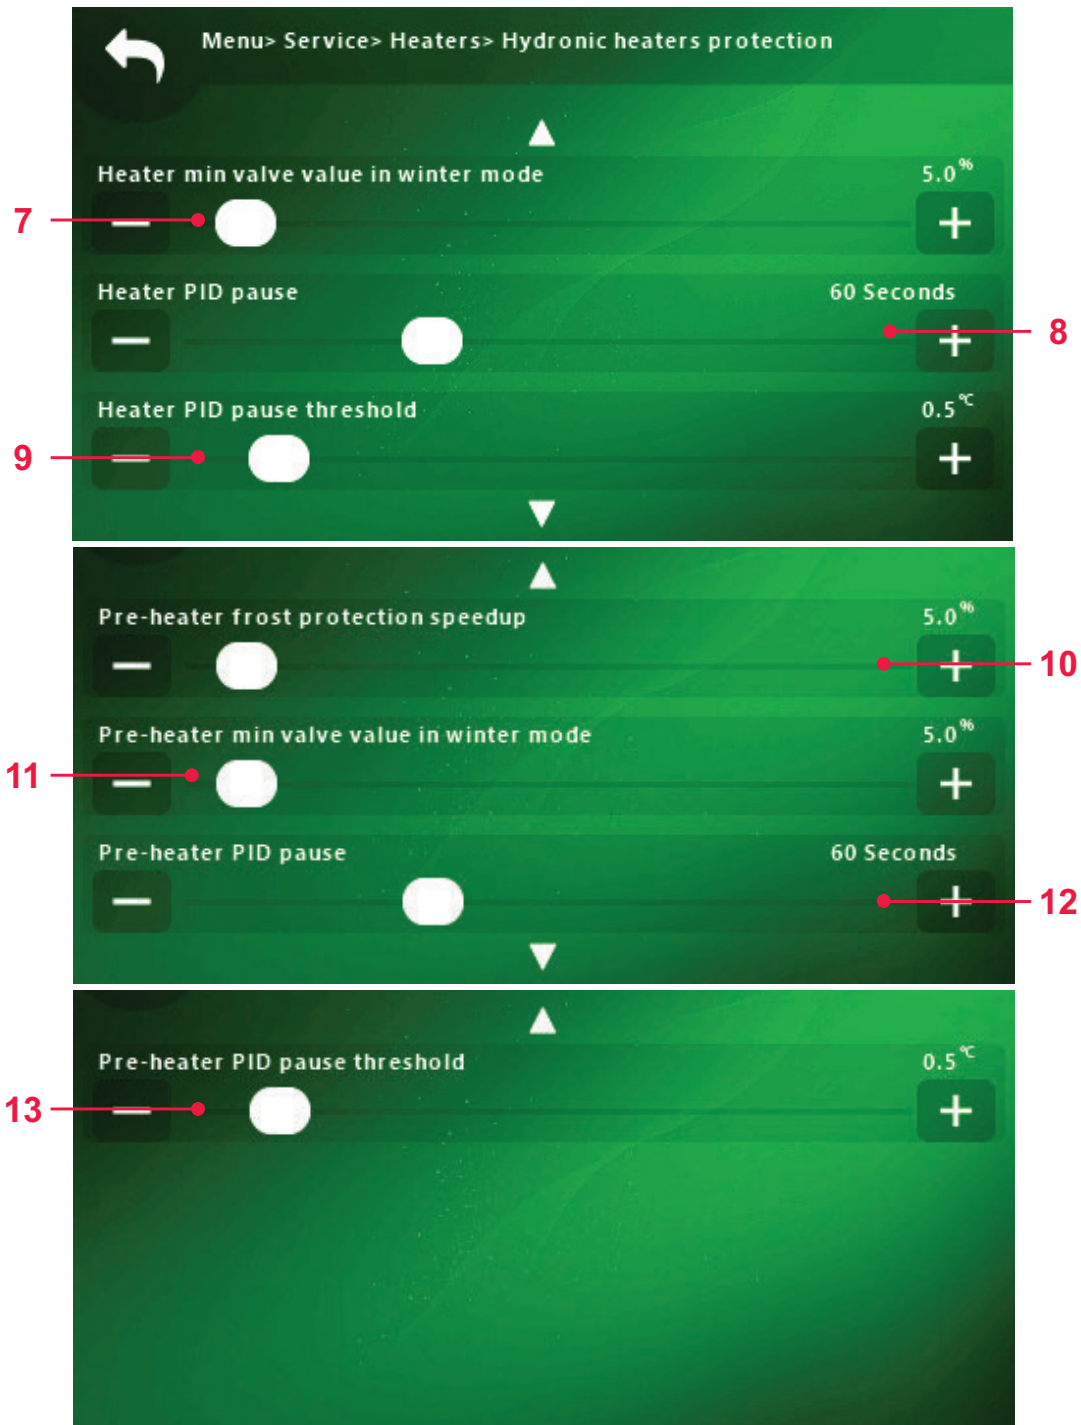 Menu> Service> Heaters> Hydronic heaters protection
Heater min valve value in winter mode 5.0%
7
Heater PID pause 60 Seconds
8
Heater PID pause threshold 0.5℃
9
Pre-heater frost protection speedup 5.0%
10
Pre-heater min valve value in winter mode 5.0%
11
Pre-heater PID pause 60 Seconds
12
Pre-heater PID pause threshold 0.5℃
13